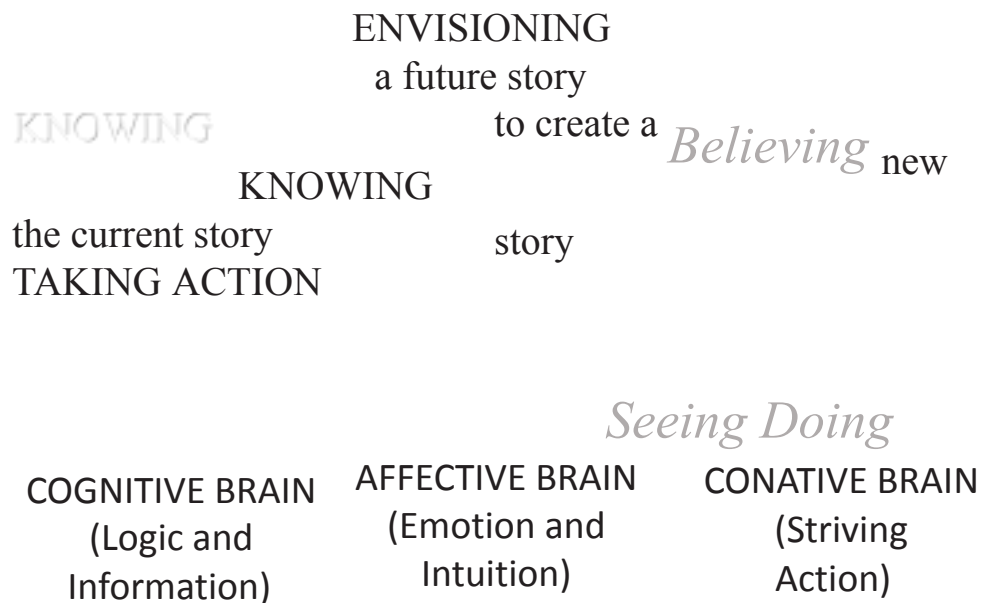 ENVISIONING
a future story
KNOWING
to create a
Believing
new
KNOWING
the current story
story
TAKING ACTION
Seeing Doing
COGNITIVE BRAIN
(Logic and
Information)
AFFECTIVE BRAIN
(Emotion and
Intuition)
CONATIVE BRAIN
(Striving
Action)